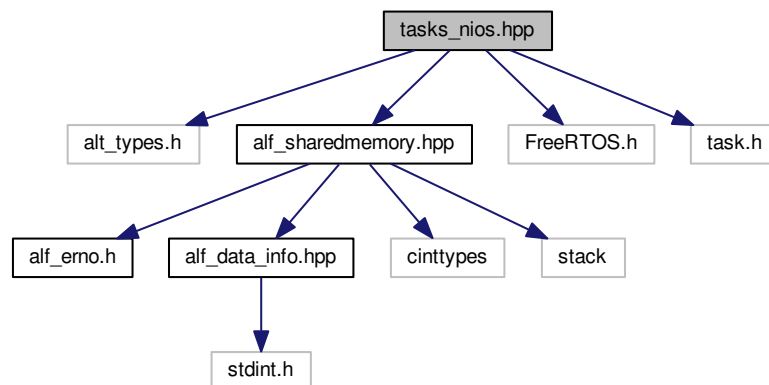 tasks_nios.hpp
alt_types.h
alf_sharedmemory.hpp
FreeRTOS.h
task.h
alf_erno.h
alf_data_info.hpp
cinttypes
stack
stdint.h